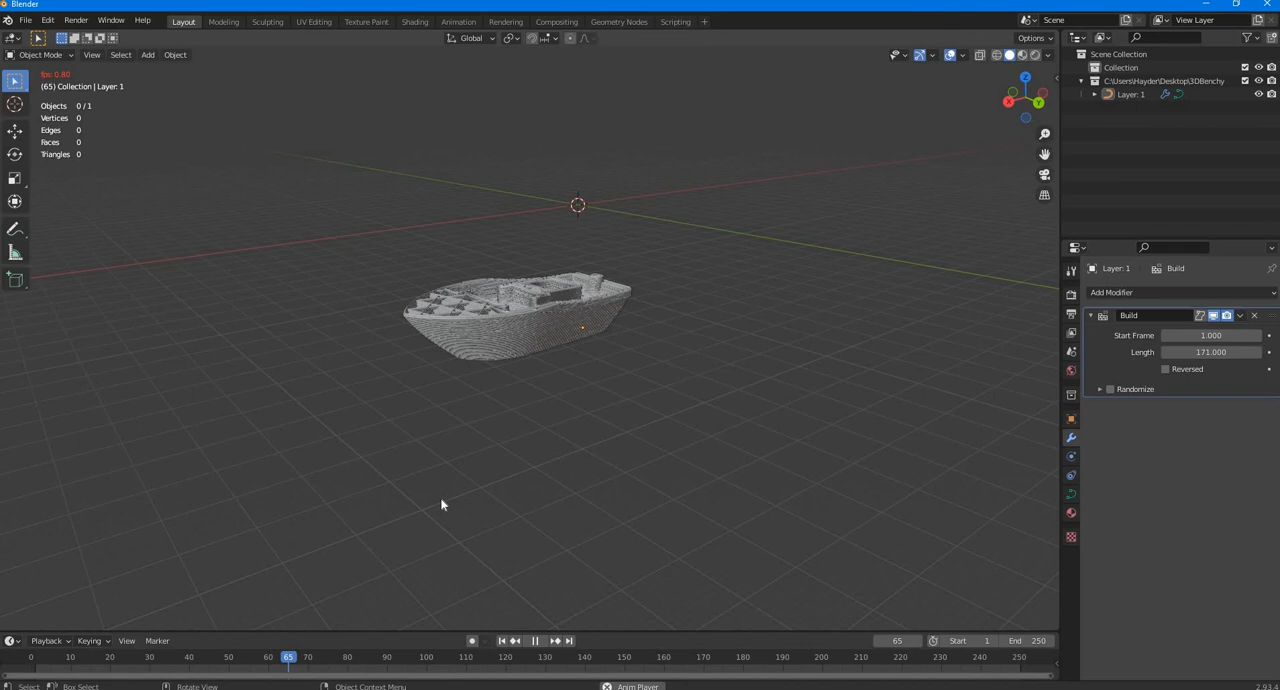 Blender
File Edit Render Window Help
Layout Modeling Sculpting UV Editing Texture Paint Shading Animation Rendering Compositing Geometry Nodes Scripting +
Scene View Layer
Global Options
Object Mode View Select Add Object
fps: 0.80
(65) Collection | Layer: 1
Objects 0 / 1
Vertices 0
Edges 0
Faces 0
Triangles 0
Z
X
Y
Scene Collection
Collection
C:\Users\Hayder\Desktop\3DBenchy
Layer: 1
Layer: 1 Build
Add Modifier
Build
Start Frame 1.000
Length 171.000
Reversed
Randomize
Playback Keying View Marker 65 Start 1 End 250
0 10 20 30 40 50 60 65 70 80 90 100 110 120 130 140 150 160 170 180 190 200 210 220 230 240 250
Select Box Select Rotate View Object Context Menu Anim Player 2.93.4